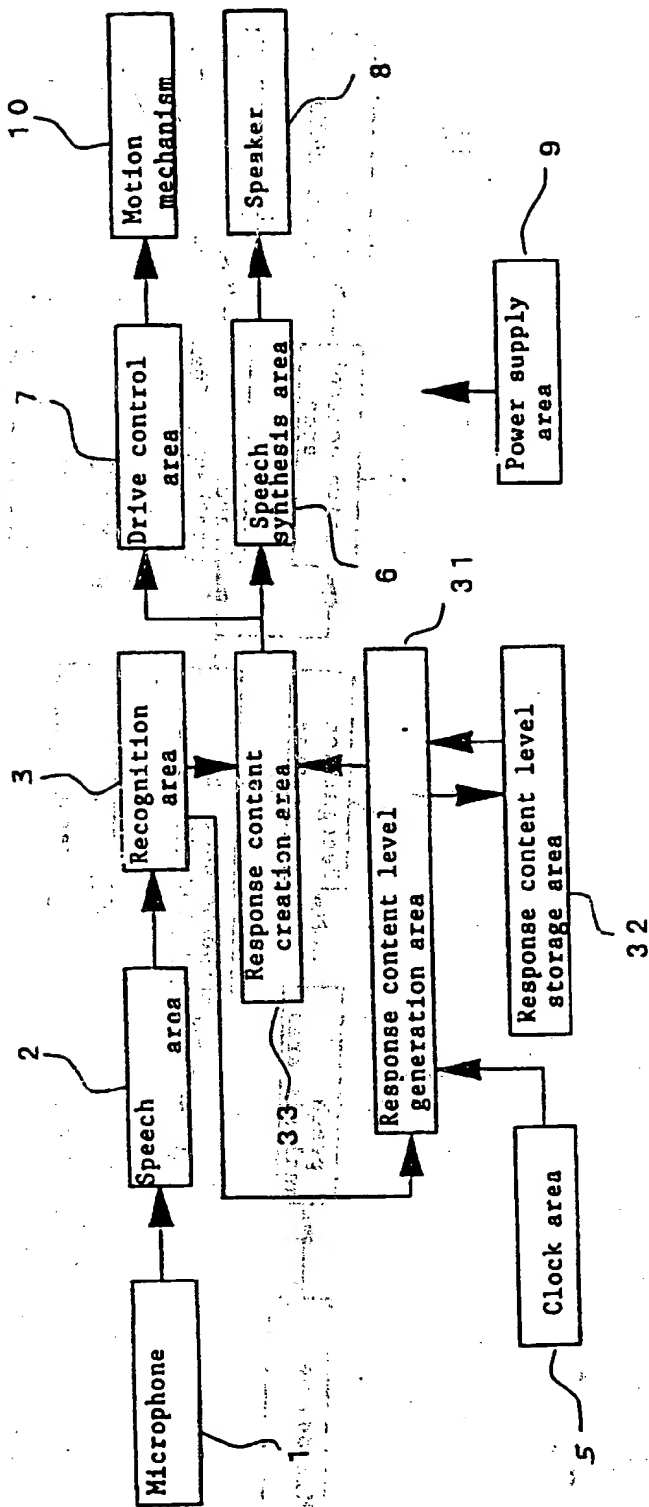 1
Microphone
2
Speech
area
3
Recognition
area
7
Drive control
area
10
Motion
mechanism
33
Response content
creation area
6
Speech
synthesis area
8
Speaker
31
Response content level
generation area
5
Clock area
32
Response content level
storage area
9
Power supply
area